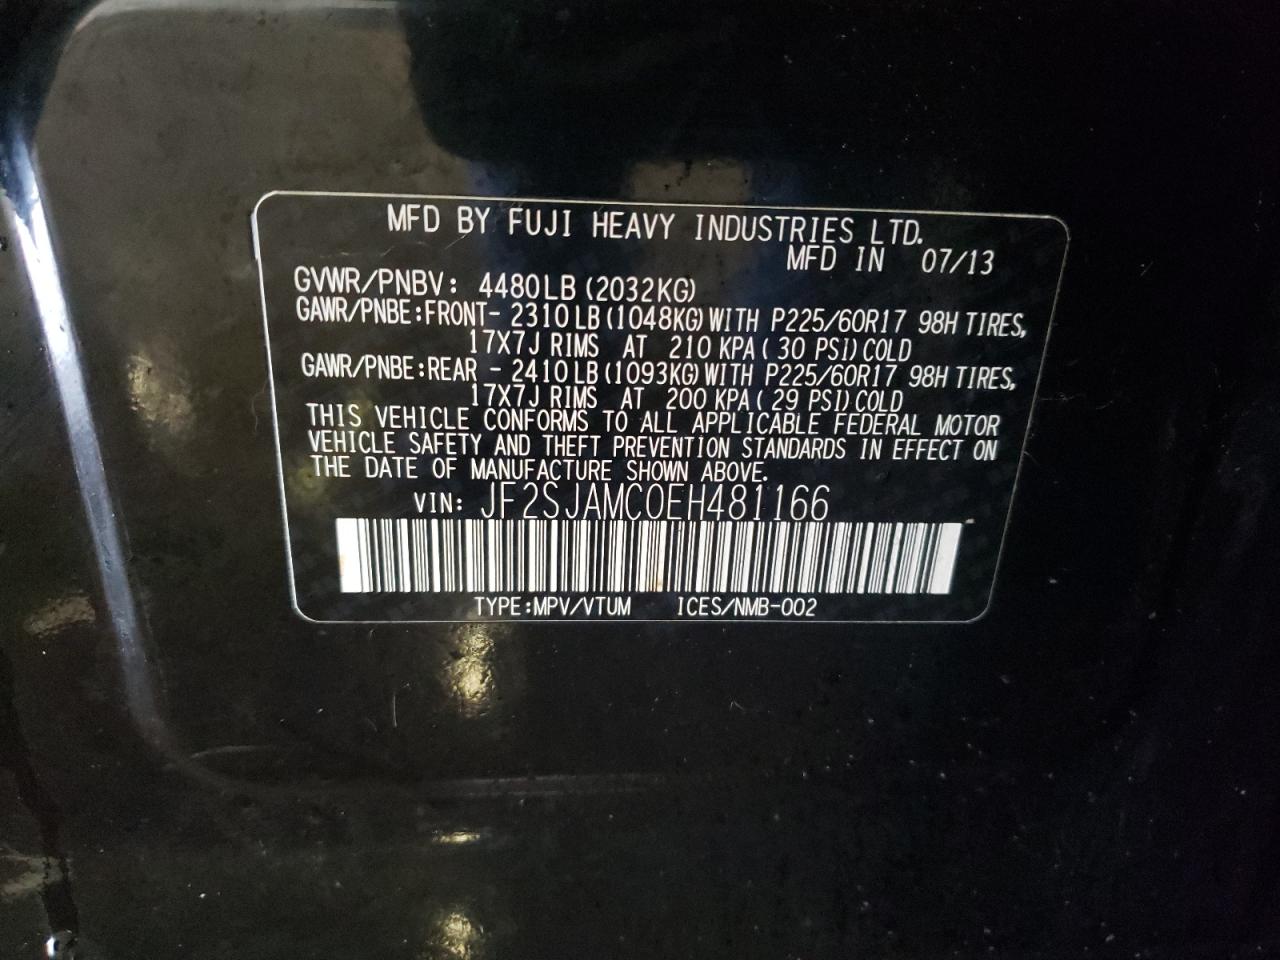 MFD BY FUJI HEAVY INDUSTRIES LTD.
MFD IN 07/13
GVWR/PNBV: 4480LB(2032KG)
GAWR/PNBE:FRONT- 2310LB(1048KG)WITH P225/60R17 98H TIRES,
17X7J RIMS AT 210 KPA( 30 PSI)COLD
GAWR/PNBE:REAR - 2410LB(1093KG)WITH P225/60R17 98H TIRES,
17X7J RIMS AT 200 KPA( 29 PSI)COLD
THIS VEHICLE CONFORMS TO ALL APPLICABLE FEDERAL MOTOR
VEHICLE SAFETY AND THEFT PREVENTION STANDARDS IN EFFECT ON
THE DATE OF MANUFACTURE SHOWN ABOVE.
VIN: JF2SJAMC0EH481166
TYPE:MPV/VTUM ICES/NMB-002